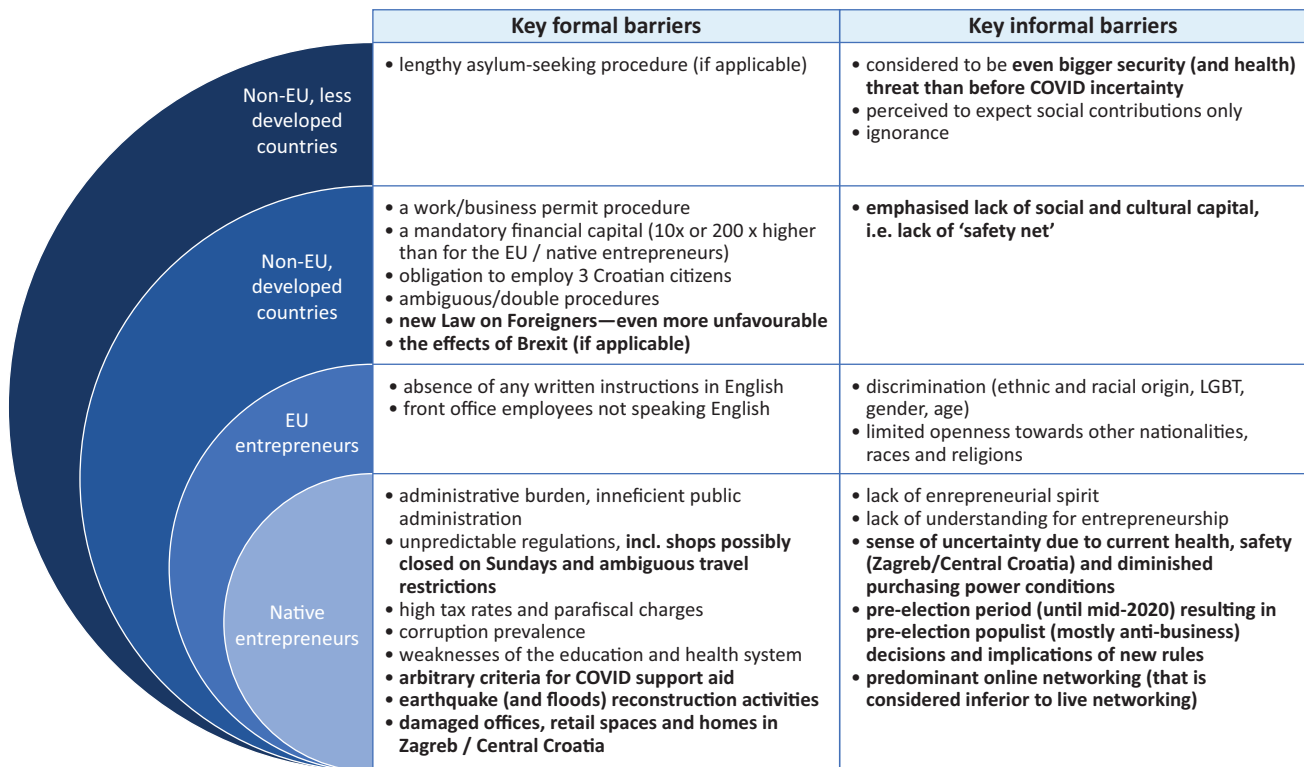 Key formal barriers
Key informal barriers
Non-EU, less
developed
countries
• lengthy asylum-seeking procedure (if applicable)
• considered to be even bigger security (and health)
threat than before COVID incertainty
• perceived to expect social contributions only
• ignorance
Non-EU,
developed
countries
• a work/business permit procedure
• a mandatory financial capital (10x or 200 x higher
than for the EU / native entrepreneurs)
• obligation to employ 3 Croatian citizens
• ambiguous/double procedures
• new Law on Foreigners—even more unfavourable
• the effects of Brexit (if applicable)
• emphasised lack of social and cultural capital,
i.e. lack of ‘safety net’
EU
entrepreneurs
• absence of any written instructions in English
• front office employees not speaking English
• discrimination (ethnic and racial origin, LGBT,
gender, age)
• limited openness towards other nationalities,
races and religions
Native
entrepreneurs
• administrative burden, inneficient public
administration
• unpredictable regulations, incl. shops possibly
closed on Sundays and ambiguous travel
restrictions
• high tax rates and parafiscal charges
• corruption prevalence
• weaknesses of the education and health system
• arbitrary criteria for COVID support aid
• earthquake (and floods) reconstruction activities
• damaged offices, retail spaces and homes in
Zagreb / Central Croatia
• lack of enrepreneurial spirit
• lack of understanding for entrepreneurship
• sense of uncertainty due to current health, safety
(Zagreb/Central Croatia) and diminished
purchasing power conditions
• pre-election period (until mid-2020) resulting in
pre-election populist (mostly anti-business)
decisions and implications of new rules
• predominant online networking (that is
considered inferior to live networking)